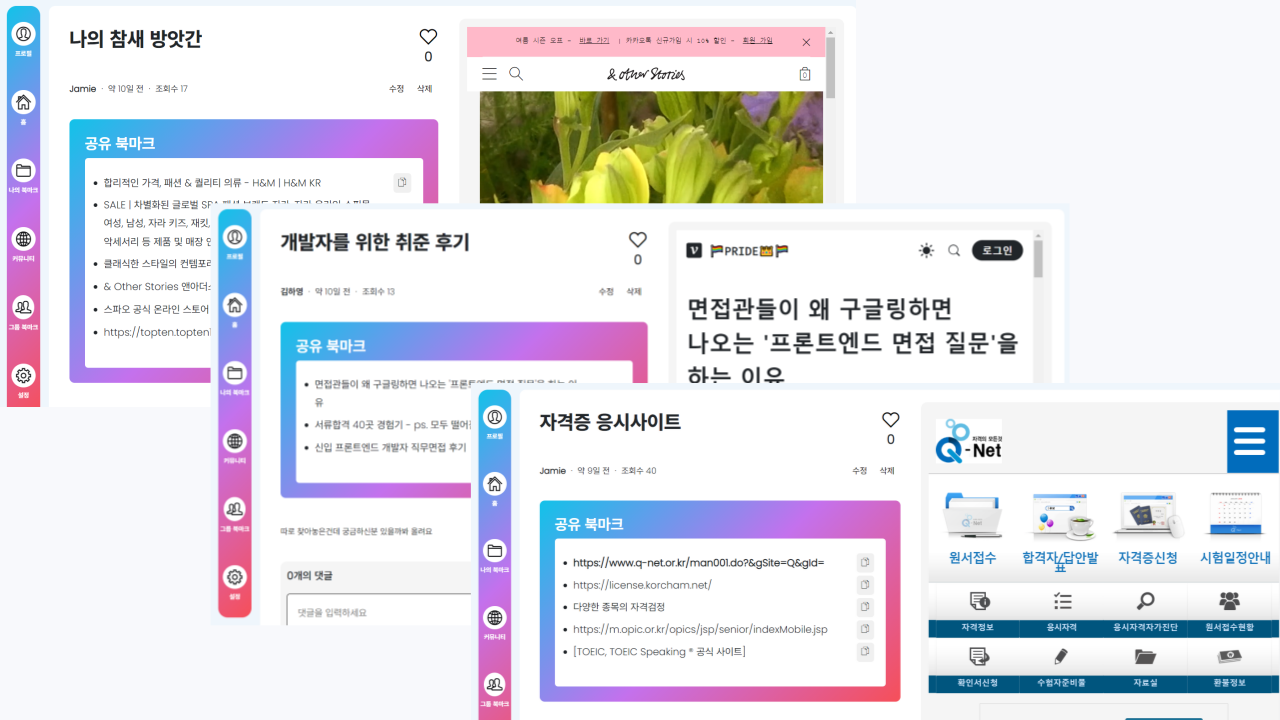 프로필
홈
나의 북마크
커뮤니티
그룹 북마크
설정
나의 참새 방앗간
0
Jamie · 약 10일 전 · 조회수 17
수정 삭제
공유 북마크
합리적인 가격, 패션 & 퀄리티 의류 - H&M | H&M KR
SALE | 차별화된 글로벌 SPA
여성, 남성, 자라 키즈, 재킷,
악세서리 등 제품 및 매장
클래식한 스타일의 컨템포
& Other Stories 앤아더
스파오 공식 온라인 스토어
https://topten.topten
여름 시즌 오프 - 바로 가기 | 카카오톡 신규가입 시 10% 할인 - 회원 가입
& Other Stories
0
프로필
홈
나의 북마크
커뮤니티
그룹 북마크
설정
개발자를 위한 취준 후기
0
김하영 · 약 10일 전 · 조회수 13
수정 삭제
공유 북마크
면접관들이 왜 구글링하면 나오는 '프론트엔드 면접 질문'을 하는 이
유
서류합격 40곳 경험기 - ps. 모두 떨어
신입 프론트엔드 개발자 직무면접 후기
따로 찾아놓은건데 궁금하신분 있을까봐 올려요
0개의 댓글
댓글을 입력하세요
V PRIDE
로그인
면접관들이 왜 구글링하면
나오는 '프론트엔드 면접 질문'을
하는 이유
프로필
홈
나의 북마크
커뮤니티
그룹 북마크
자격증 응시사이트
0
Jamie · 약 9일 전 · 조회수 40
수정 삭제
공유 북마크
https://www.q-net.or.kr/man001.do?&gSite=Q&gId=
https://license.korcham.net/
다양한 종목의 자격검정
https://m.opic.or.kr/opics/jsp/senior/indexMobile.jsp
[TOEIC, TOEIC Speaking ® 공식 사이트]
자격의 모든것
Q-Net
원서접수 합격자/답안발표 자격증신청 시험일정안내
자격정보 응시자격 응시자격자가진단 원서접수현황
확인서신청 수험자준비물 자료실 환불정보